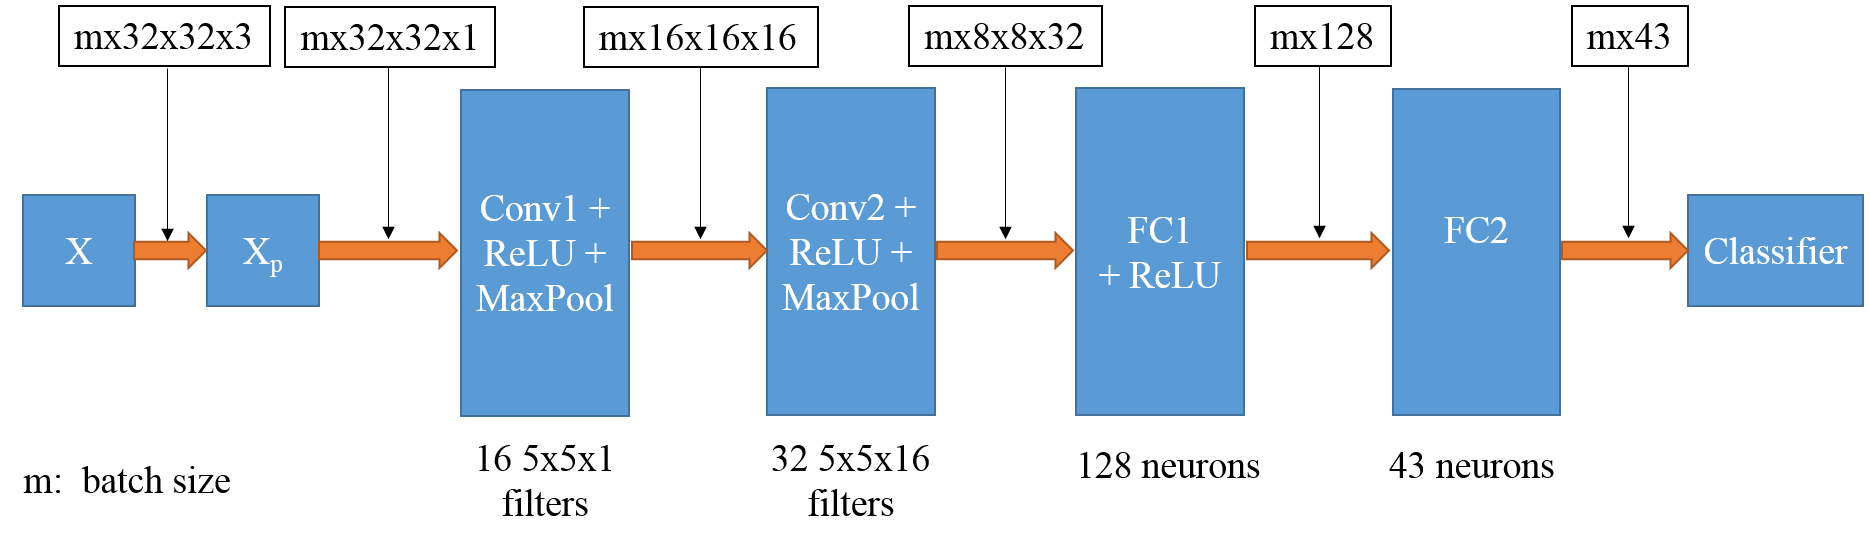 mx32x32x3
mx32x32x1
mx16x16x16
mx8x8x32
mx128
mx43
X
Xp
Conv1 +
ReLU +
MaxPool
Conv2 +
ReLU +
MaxPool
FC1
+ ReLU
FC2
Classifier
16 5x5x1
filters
32 5x5x16
filters
128 neurons
43 neurons
m: batch size